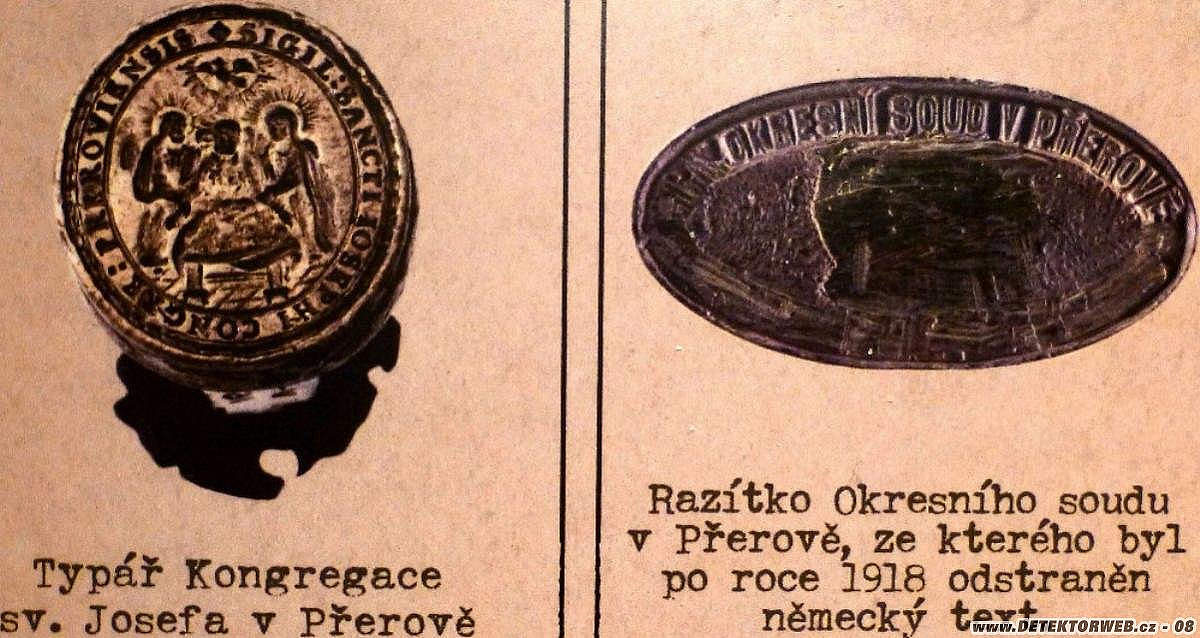 SIGIL: SANCTI IOSEPHI CONGR: PRÆROVIENSIS
Typář Kongregace
sv. Josefa v Přerově
OKRESNÍ SOUD V PŘEROVĚ
Razítko Okresního soudu
v Přerově, ze kterého byl
po roce 1918 odstraněn
německý text
www.DETEKTORWEB.cz - 08